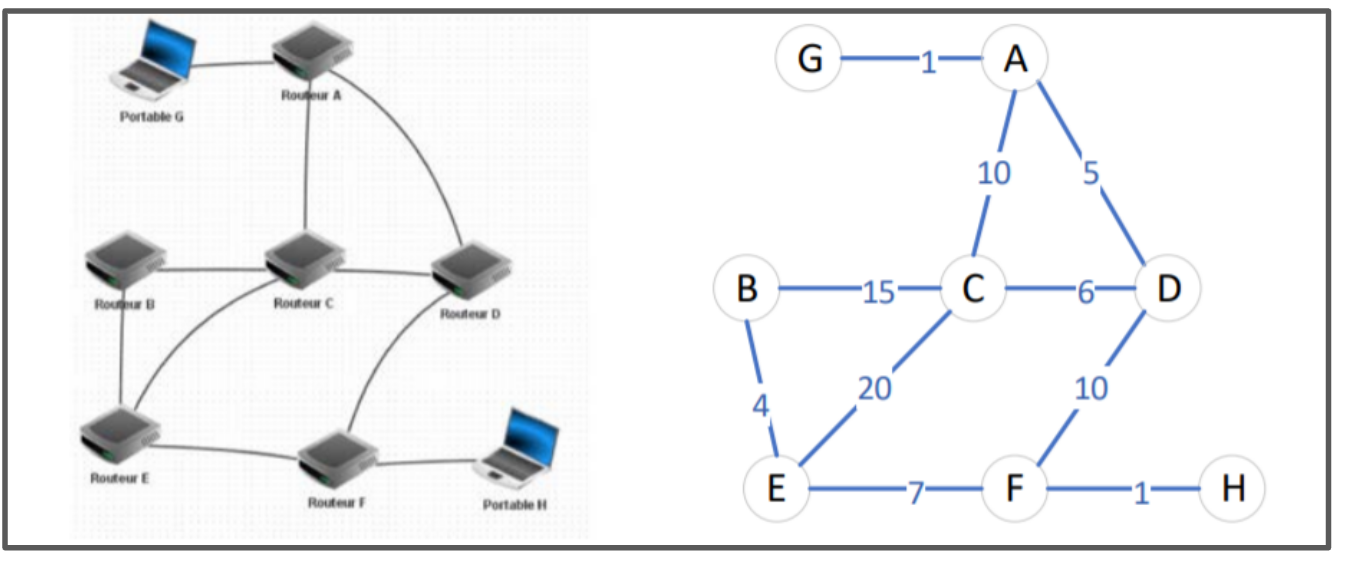 Portable G
Routeur A
Routeur B
Routeur C
Routeur D
Routeur E
Routeur F
Portable H
G 1 A
10 5
B 15 C 6 D
4 20 10
E 7 F 1 H